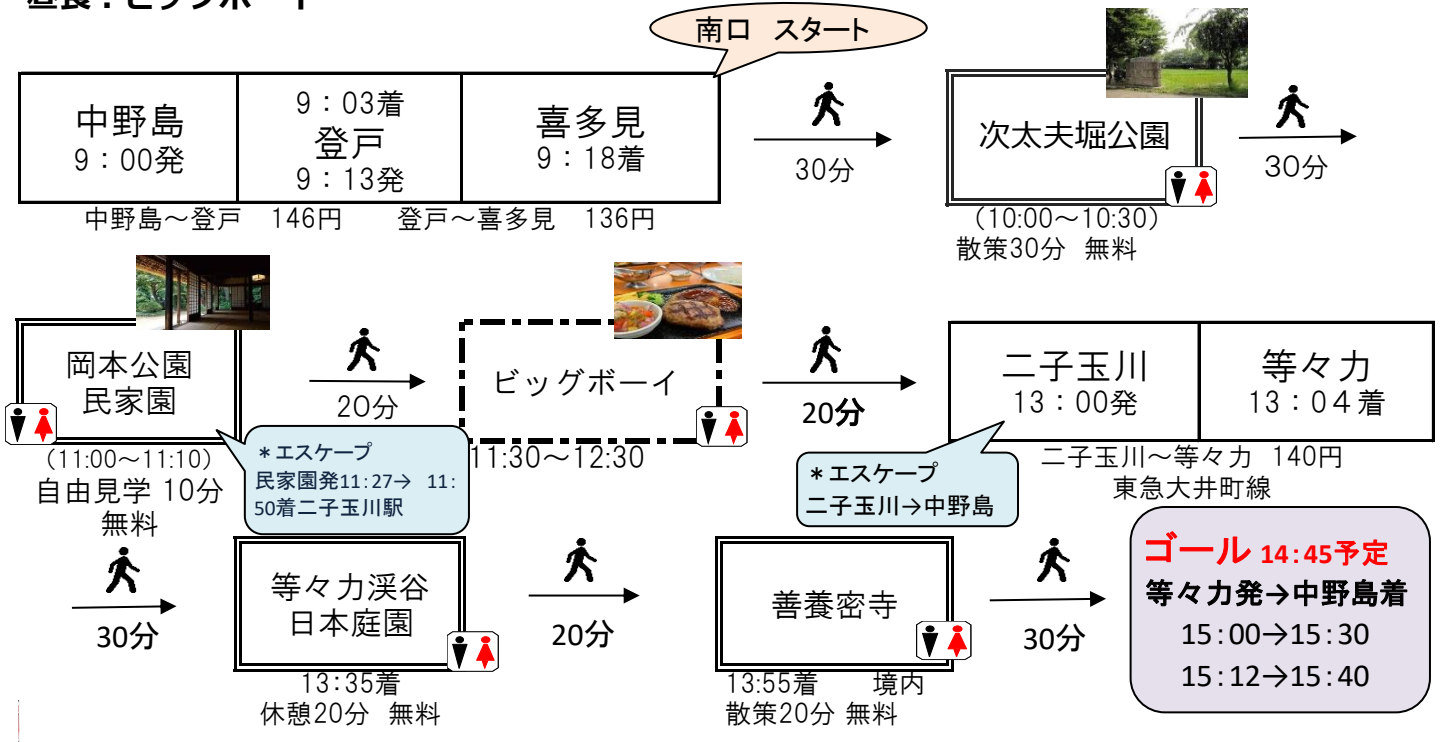 南口 スタート
中野島
9：00発
9：03着
登戸
9：13発
喜多見
9：18着
30分
次太夫堀公園
30分
中野島～登戸 146円 登戸～喜多見 136円
（10:00～10:30）
散策30分 無料
岡本公園
民家園
20分
ビッグボーイ
20分
二子玉川
13：00発
等々力
13：04着
（11:00～11:10）
自由見学 10分
無料
＊エスケープ
民家園発11:27→ 11:
50着二子玉川駅
11:30～12:30
＊エスケープ
二子玉川→中野島
二子玉川～等々力 140円
東急大井町線
30分
等々力渓谷
日本庭園
20分
善養密寺
30分
13:35着
休憩20分 無料
13:55着 境内
散策20分 無料
ゴール 14:45予定
等々力発→中野島着
15:00→15:30
15:12→15:40